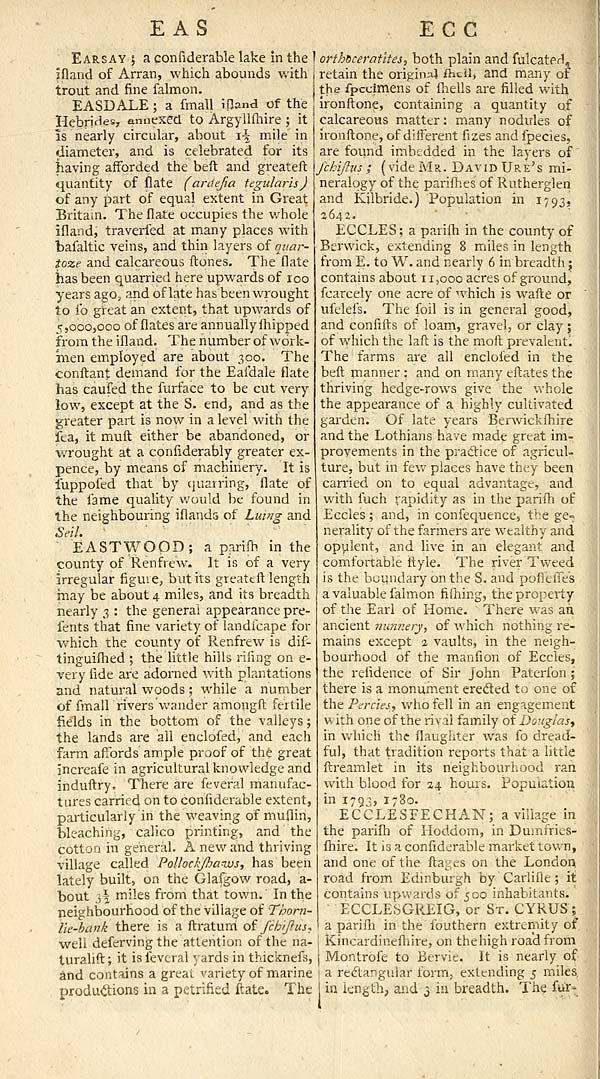 EAS
EARSAY; a conſiderable lake in the
iſland of Arran, which abounds with
trout and fine ſalmon.
EASDALE; a ſmall iſland of the
Hebrides, annexed to Argyllſhire; it
is nearly circular, about 1½ mile in
diameter, and is celebrated for its
having afforded the beſt and greateſt
quantity of ſlate (ardeſia tegularis)
of any part of equal extent in Great
Britain. The ſlate occupies the whole
iſland, traverſed at many places with
baſaltic veins, and thin layers of quar-
toze and calcareous ſtones. The ſlate
has been quarried here upwards of 100
years ago, and of late has been wrought
to ſo great an extent, that upwards of
5,000,000 of ſlates are annually ſhipped
from the iſland. The number of work-
men employed are about 300. The
conſtant demand for the Eaſdale ſlate
has cauſed the ſurface to be cut very
low, except at the S. end, and as the
greater part is now in a level with the
ſea, it muſt either be abandoned, or
wrought at a conſiderably greater ex-
pence, by means of machinery. It is
ſuppoſed that by quairing, ſlate of
the ſame quality would be found in
the neighbouring iſlands of Luing and
Seil.
EASTWOOD; a pariſh in the
county of Renfrew. It is of a very
irregular figure, but its greateſt length
may be about 4 miles, and its breadth
nearly 3: the general appearance pre-
ſents that fine variety of landſcape for
which the county of Renfrew is diſ-
tinguiſhed; the little hills riſing on e-
very ſide are adorned with plantations
and natural woods; while a number
of ſmall rivers wander amongſt fertile
fields in the bottom of the valleys;
the lands are all encloſed, and each
farm affords ample proof of the great
increaſe in agricultural knowledge and
induſtry. There are ſeveral manufac-
tures carried on to conſiderable extent,
particularly in the weaving of muſlin,
bleaching, calico printing, and the
cotton in general. A new and thriving
village called Pollockſhaws, has been
lately built, on the Glaſgow road, a-
bout 3½ miles from that town. In the
neighbourhood of the village of Thorn-
lie-bank there is a ſtratum of ſchiſtus,
well deſerving the attention of the na-
turaliſt; it is ſeveral yards in thickneſs,
and contains a great variety of marine
productions in a petrified ſtate. The
ECC
orthoceratites, both plain and ſulcated,
retain the original ſhell, and many of
the ſpecimens of ſhells are filled with
ironſtone, containing a quantity of
calcareous matter: many nodules of
ironſtone, of different ſizes and ſpecies,
are found imbedded in the layers of
ſchiſtus; (vide MR. DAVID URE's mi-
neralogy of the pariſhes of Rutherglen
and Kilbride.) Population in 1793,
2642.
ECCLES; a pariſh in the county of
Berwick, extending 8 miles in length
from E. to W. and nearly 6 in breadth;
contains about 11,000 acres of ground,
ſcarcely one acre of which is waſte or
uſeleſs. The ſoil is in general good,
and conſiſts of loam, gravel, or clay;
of which the laſt is the moſt prevalent.
The farms are all encloſed in the
beſt manner: and on many eſtates the
thriving hedge-rows give the whole
the appearance of a highly cultivated
garden. Of late years Berwickſhire
and the Lothians have made great im-
provements in the practice of agricul-
ture, but in few places have they been
carried on to equal advantage, and
with ſuch rapidity as in the pariſh of
Eccles; and, in conſequence, the ge-
nerality of the farmers are wealthy and
opulent, and live in an elegant and
comfortable ſtyle. The river Tweed
is the boundary on the S. and poſſeſſes
a valuable ſalmon fiſhing, the property
of the Earl of Home. There was an
ancient nunnery, of which nothing re-
mains except 2 vaults, in the neigh-
bourhood of the manſion of Eccles,
the reſidence of Sir John Paterſon;
there is a monument erected to one of
the Percies, who fell in an engagement
with one of the rival family of Douglas,
in which the ſlaughter was ſo dread-
ful, that tradition reports that a little
ſtreamlet in its neighbourhood ran
with blood for 24 hours. Population
in 1793, 1780.
ECCLESFECHAN; a village in
the pariſh of Hoddom, in Dumfries-
ſhire. It is a conſiderable market town,
and one of the ſtages on the London
road from Edinburgh by Carliſle; it
contains upwards of 500 inhabitants.
ECCLESGREIG, or ST. CYRUS;
a pariſh in the ſouthern extremity of
Kincardineſhire, on the high road from
Montroſe to Bervie. It is nearly of
a rectangular form, extending 5 miles
in length, and 3 in breadth. The ſur-